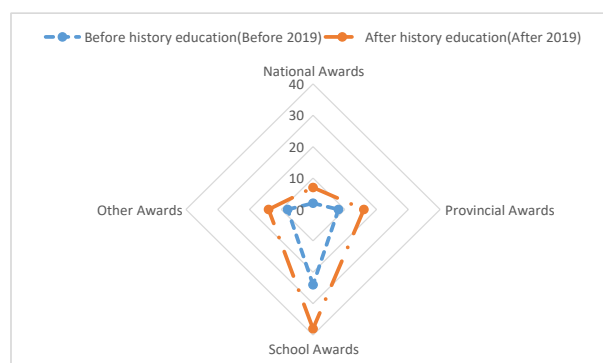 Before history education(Before 2019) After history education(After 2019)
National Awards
40
30
20
10
0
Other Awards
Provincial Awards
School Awards